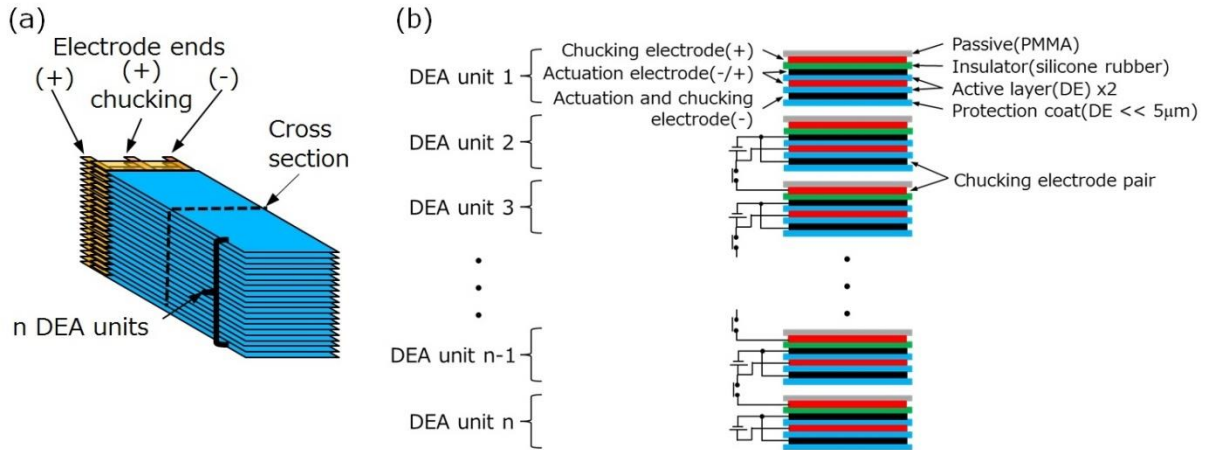 (a)
Electrode ends
(+)
(+)
(-)
chucking
Cross
section
n DEA units
(b)
DEA unit 1
DEA unit 2
DEA unit 3
DEA unit n-1
DEA unit n
Chucking electrode(+)
Actuation electrode(-/+)
Actuation and chucking
electrode(-)
Passive(PMMA)
Insulator(silicone rubber)
Active layer(DE) x2
Protection coat(DE << 5μm)
Chucking electrode pair